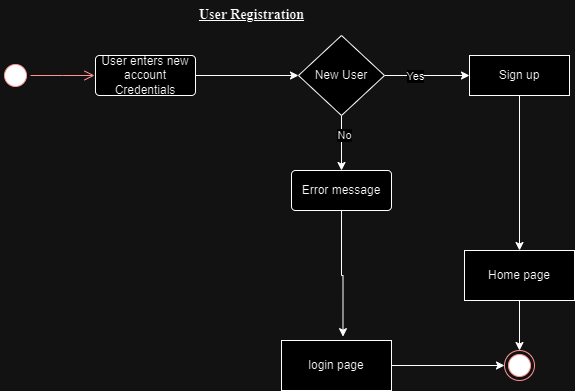 User Registration
User enters new
account
Credentials
New User
Yes
Sign up
No
Error message
Home page
login page